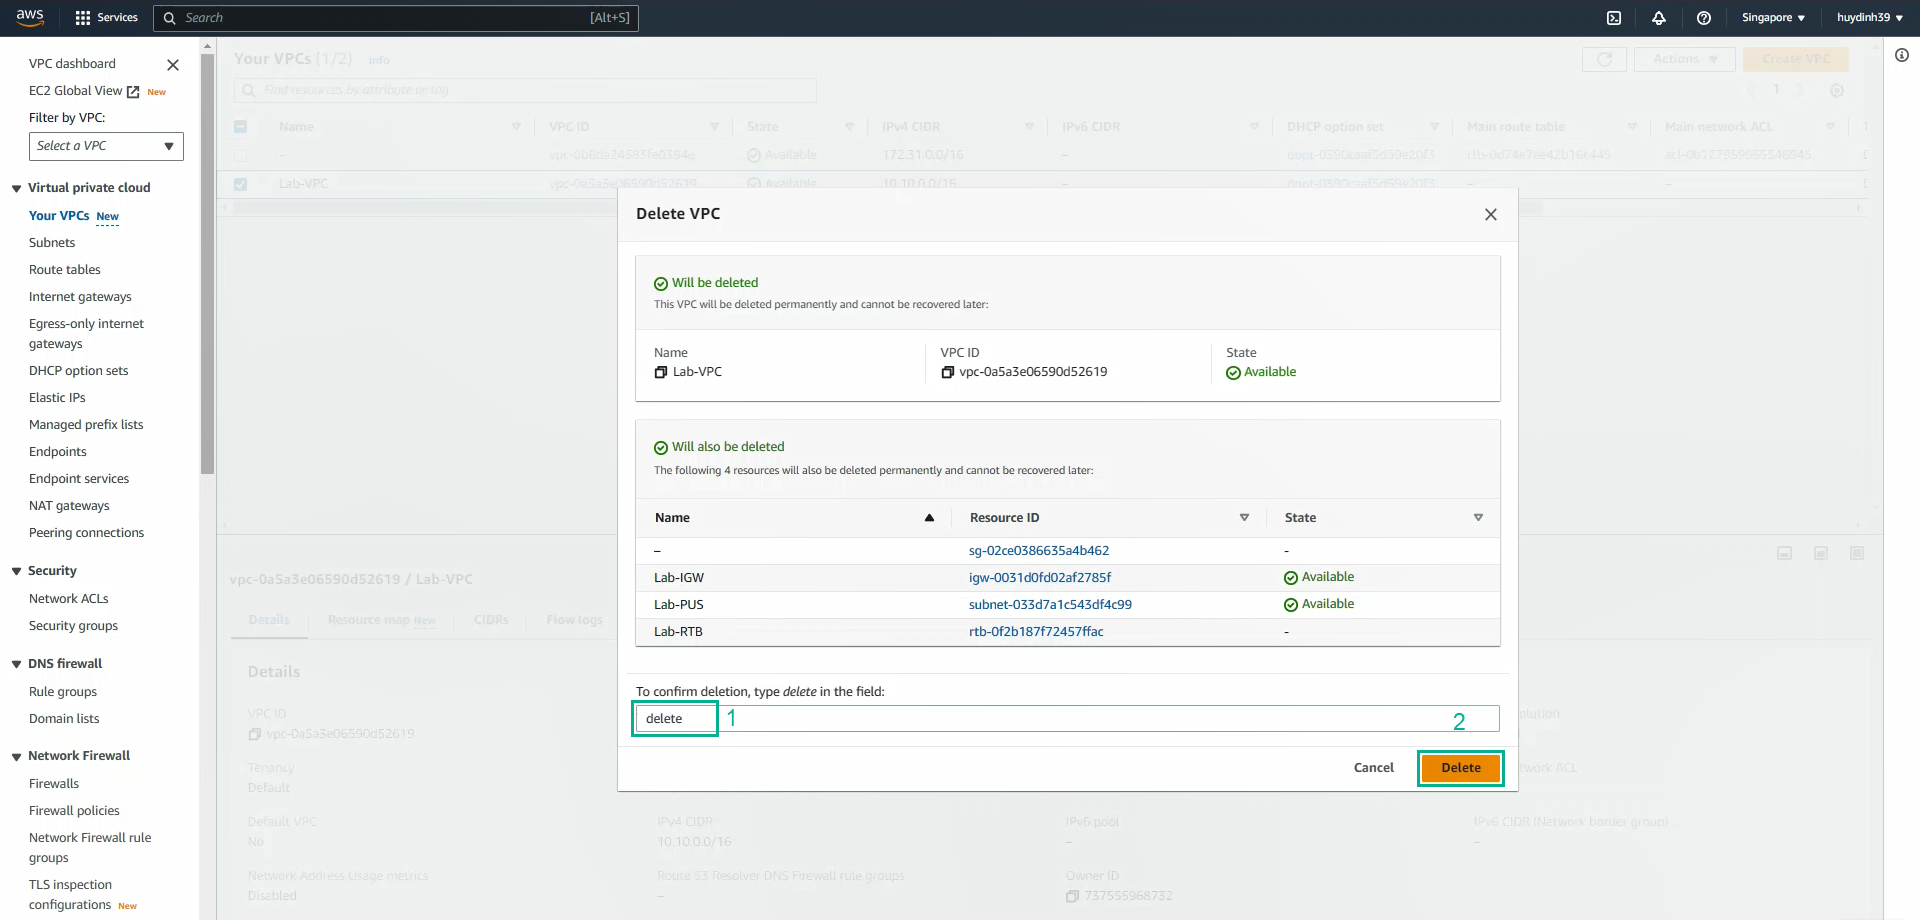 aws
Services
Search
[Alt+S]
Singapore
huydinh39
VPC dashboard
EC2 Global View New
Filter by VPC:
Select a VPC
Virtual private cloud
Your VPCs New
Subnets
Route tables
Internet gateways
Egress-only internet
gateways
DHCP option sets
Elastic IPs
Managed prefix lists
Endpoints
Endpoint services
NAT gateways
Peering connections
Security
Network ACLs
Security groups
DNS firewall
Rule groups
Domain lists
Network Firewall
Firewalls
Firewall policies
Network Firewall rule
groups
TLS inspection
configurations New
Your VPCs (1/2) Info
Actions
Create VPC
Find resources by attribute or tag
1
Name VPC ID State IPv4 CIDR IPv6 CIDR DHCP option set Main route table Main network ACL
– Available 172.31.0.0/16 –
Lab-VPC vpc-0a5a3e06590d52619 Available 10.10.0.0/16 – – –
Delete VPC
Will be deleted
This VPC will be deleted permanently and cannot be recovered later:
Name VPC ID State
Lab-VPC vpc-0a5a3e06590d52619 Available
Will also be deleted
The following 4 resources will also be deleted permanently and cannot be recovered later:
Name Resource ID State
– sg-02ce0386635a4b462 -
Lab-IGW igw-0031d0fd02af2785f Available
Lab-PUS subnet-033d7a1c543df4c99 Available
Lab-RTB rtb-0f2b187f72457ffac -
To confirm deletion, type delete in the field:
delete 1 2
Cancel Delete
vpc-0a5a3e06590d52619 / Lab-VPC
Details Resource map New CIDRs Flow logs
Details
VPC ID
vpc-0a5a3e06590d52619
Tenancy
Default
Default VPC IPv4 CIDR IPv6 pool IPv6 CIDR (Network border group)
No 10.10.0.0/16 – –
Network Address Usage metrics Route 53 Resolver DNS Firewall rule groups Owner ID
Disabled – 737555968732